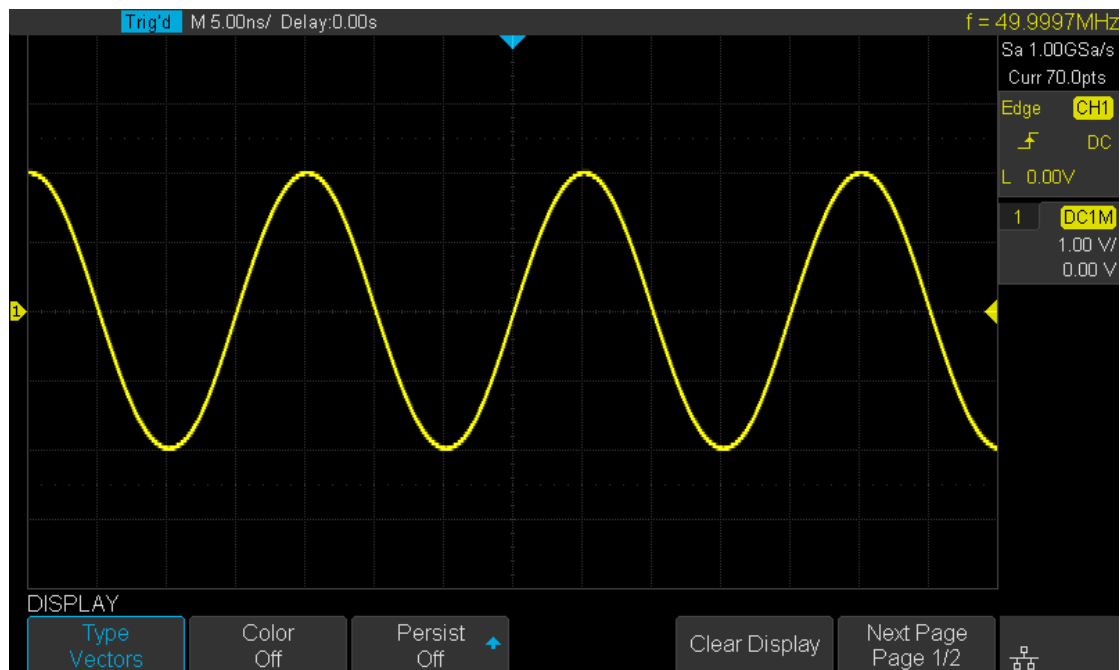 Trig'd M 5.00ns/ Delay:0.00s f = 49.9997MHz
Sa 1.00GSa/s
Curr 70.0pts
Edge CH1
DC
L 0.00V
1 DC1M
1.00 V/
0.00 V
1
DISPLAY
Type
Vectors
Color
Off
Persist
Off
Clear Display
Next Page
Page 1/2